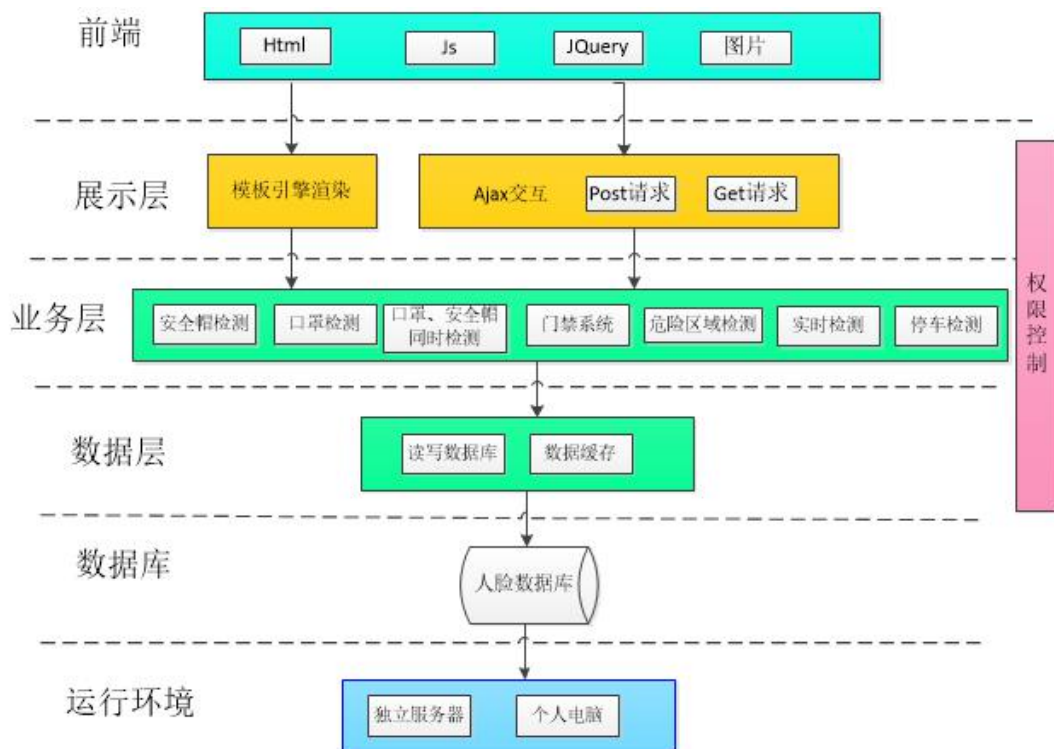 前端
Html
Js
JQuery
图片
展示层
模板引擎渲染
Ajax交互
Post请求
Get请求
业务层
安全帽检测
口罩检测
口罩、安全帽
同时检测
门禁系统
危险区域检测
实时检测
停车检测
权限控制
数据层
读写数据库
数据缓存
数据库
人脸数据库
运行环境
独立服务器
个人电脑